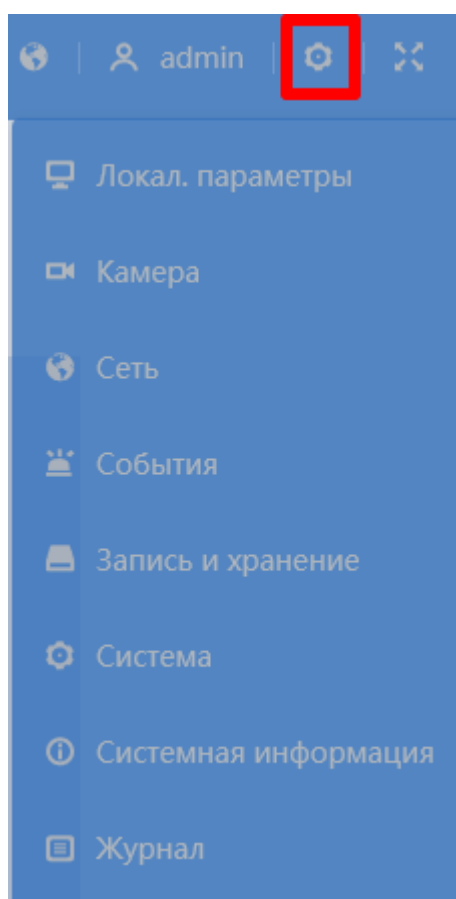 admin
Локал. параметры
Камера
Сеть
События
Запись и хранение
Система
Системная информация
Журнал